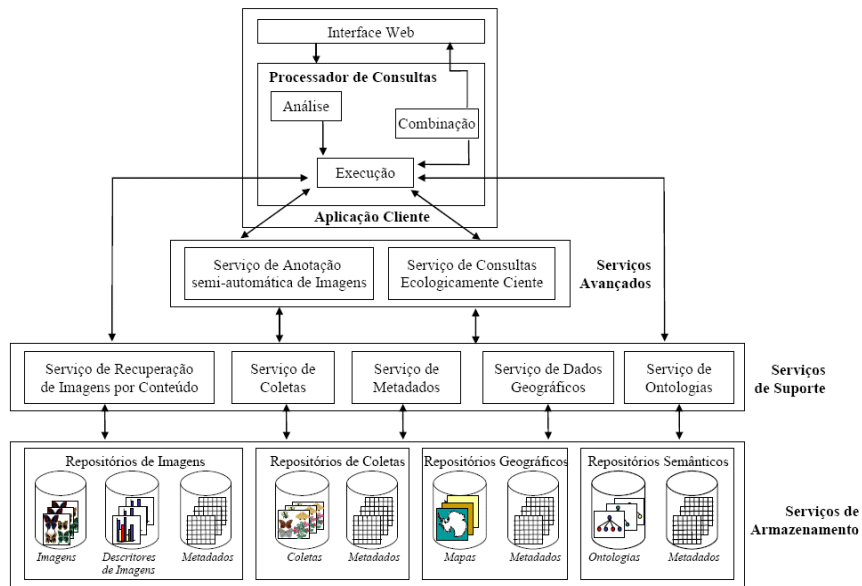 Interface Web
Processador de Consultas
Análise
Combinação
Execução
Aplicação Cliente
Serviço de Anotação
semi-automática de Imagens
Serviço de Consultas
Ecologicamente Ciente
Serviços
Avançados
Serviço de Recuperação
de Imagens por Conteúdo
Serviço de
Coletas
Serviço de
Metadados
Serviço de Dados
Geográficos
Serviço de
Ontologias
Serviços
de Suporte
Repositórios de Imagens
Imagens
Descritores
de Imagens
Metadados
Repositórios de Coletas
Coletas
Metadados
Repositórios Geográficos
Mapas
Metadados
Repositórios Semânticos
Ontologias
Metadados
Serviços de
Armazenamento